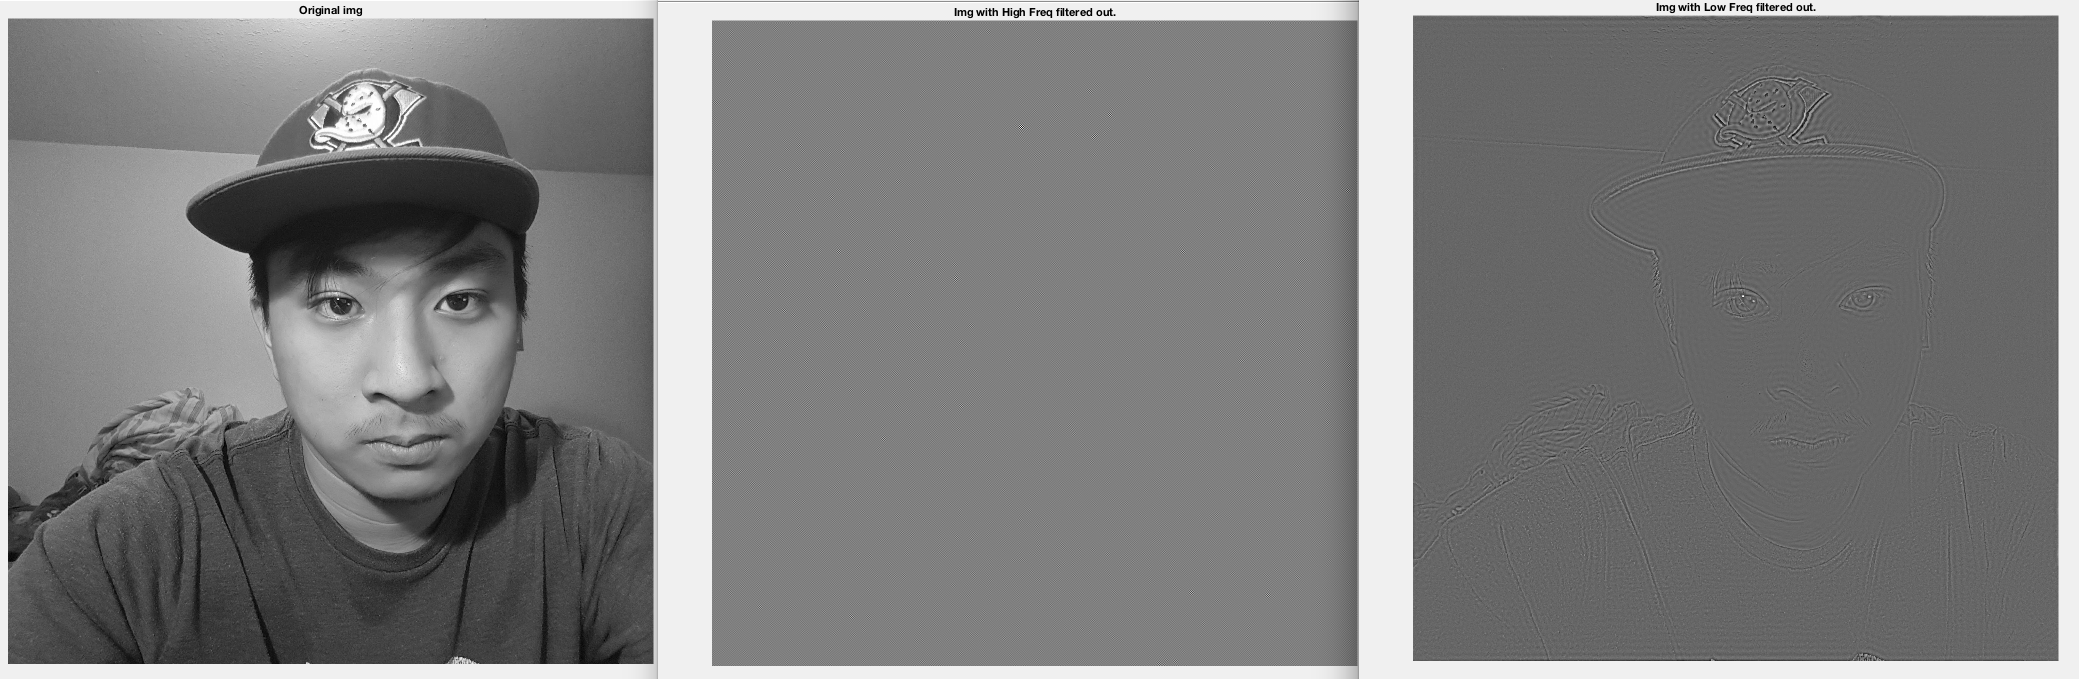 Original img
Img with High Freq filtered out.
Img with Low Freq filtered out.